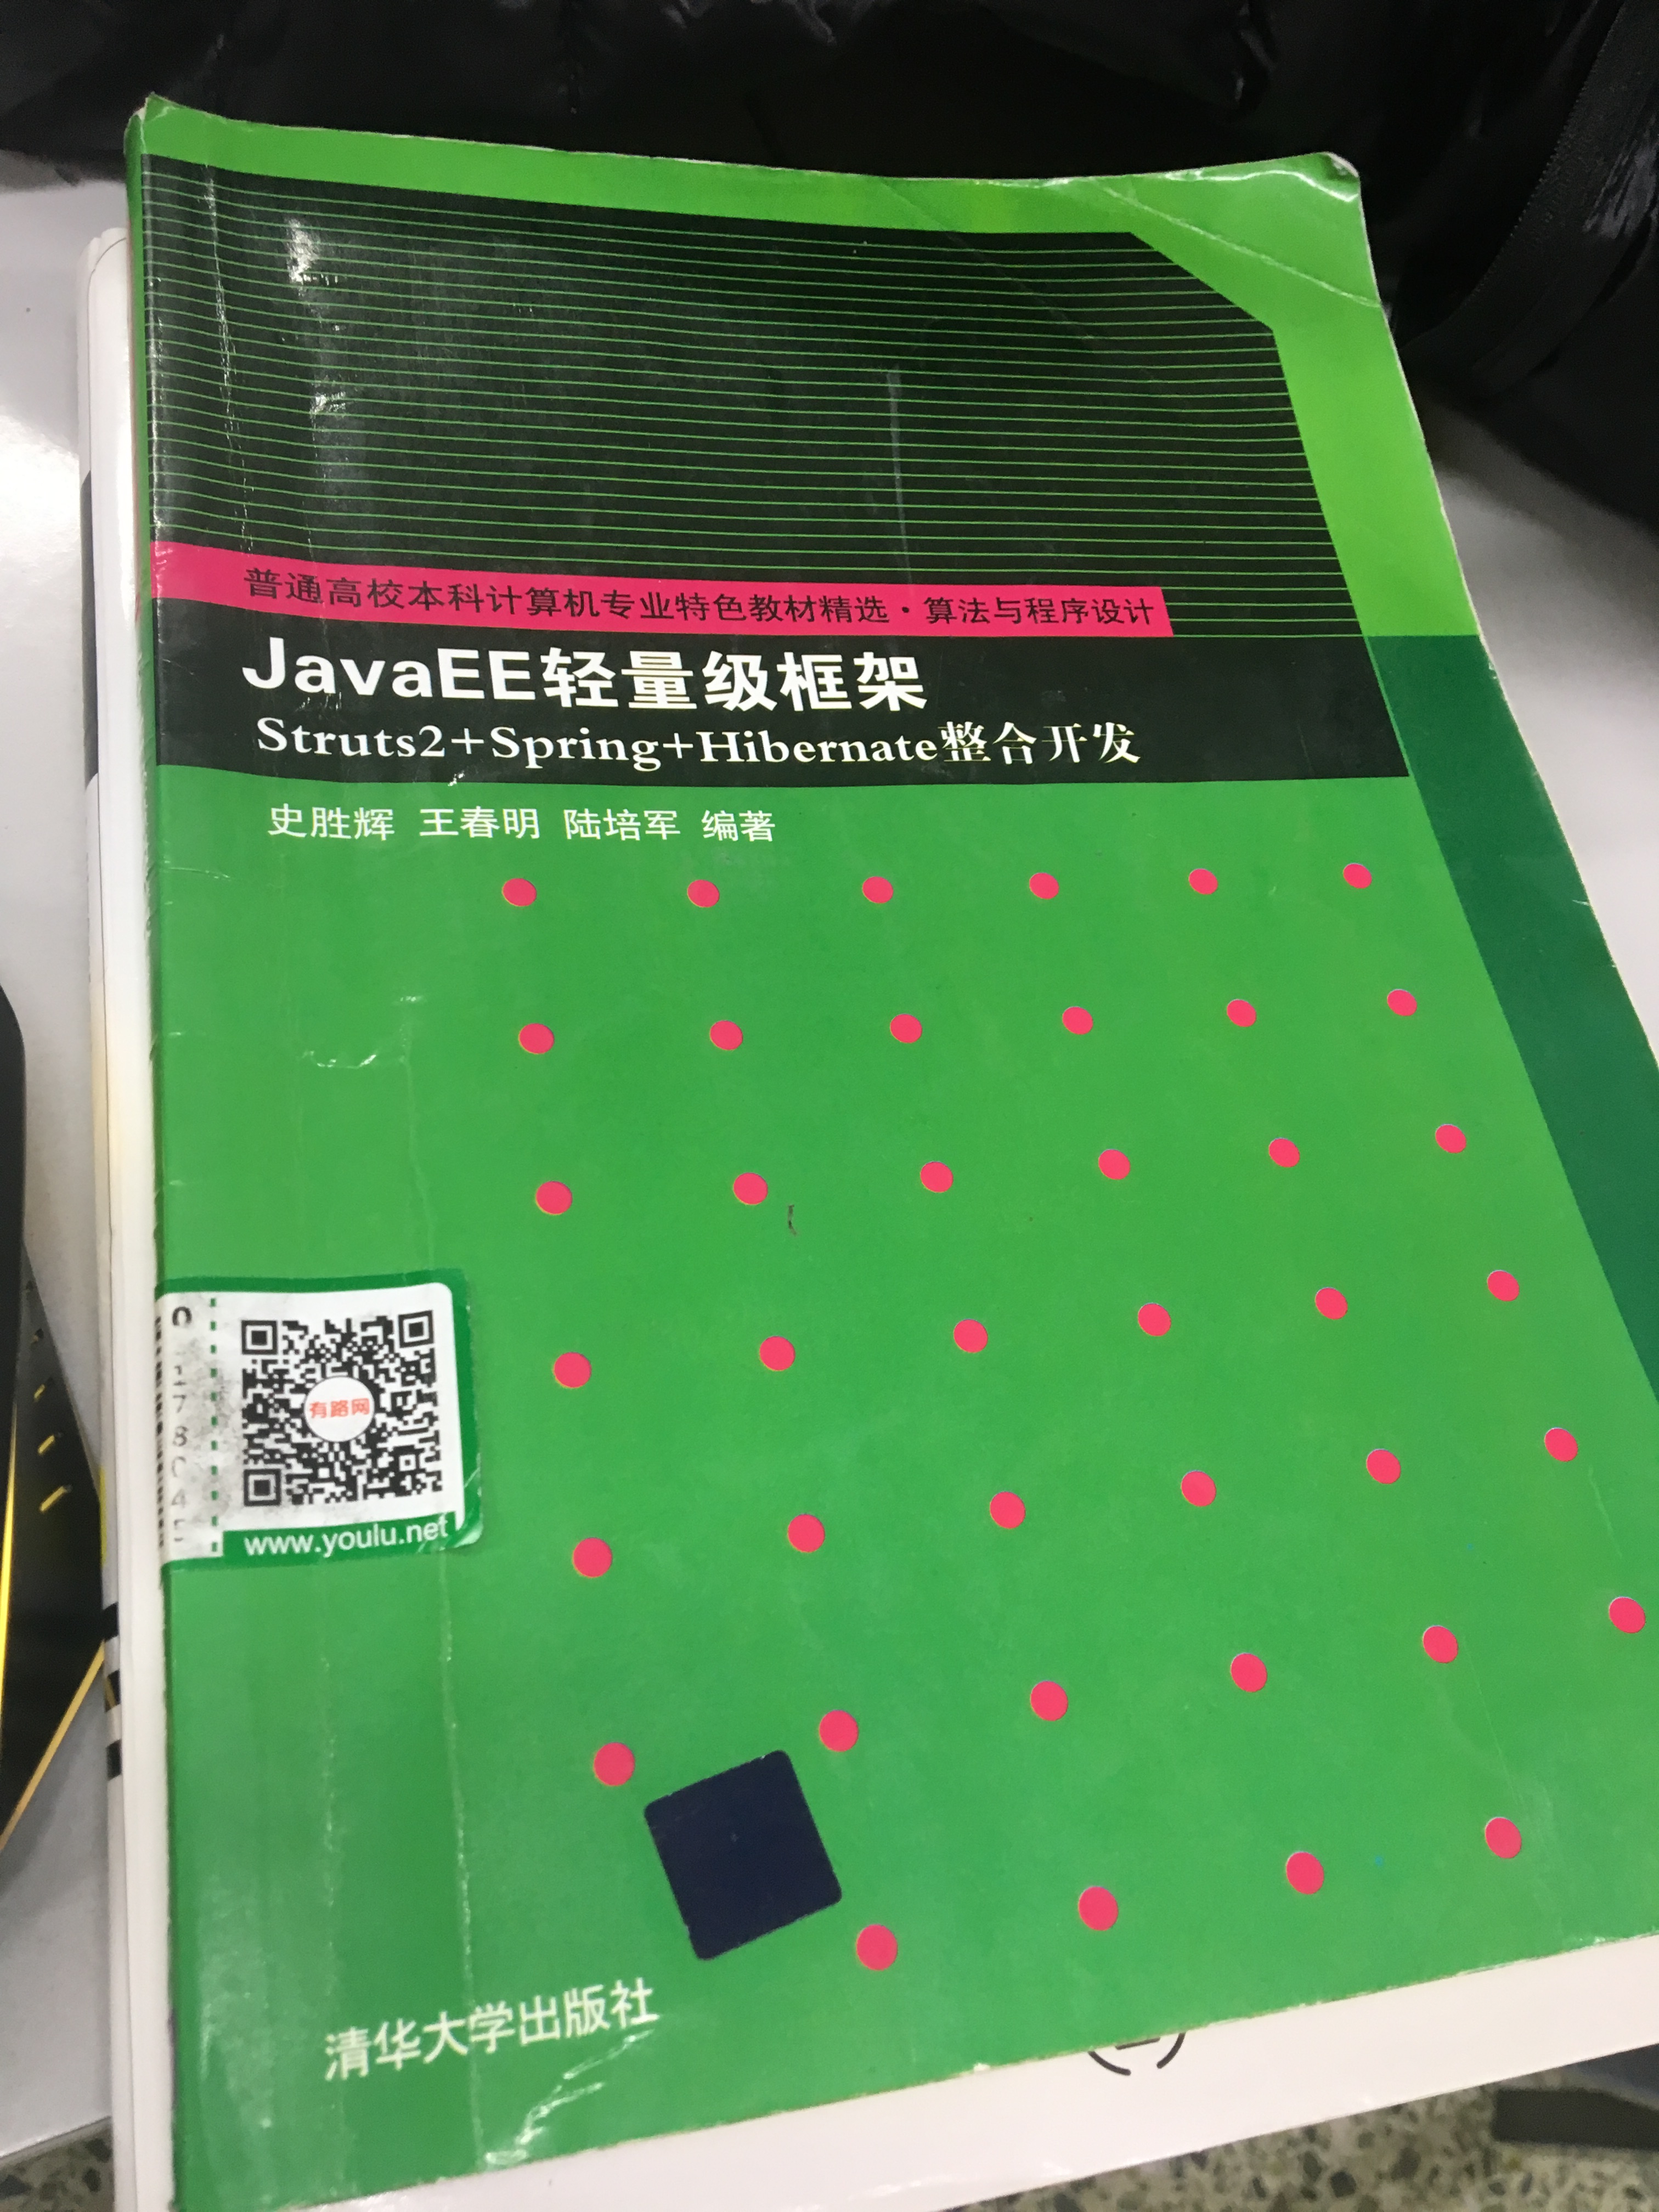 普通高校本科计算机专业特色教材精选·算法与程序设计
JavaEE轻量级框架
Struts2+Spring+Hibernate整合开发
史胜辉 王春明 陆培军 编著
有路网
www.youlu.net
清华大学出版社